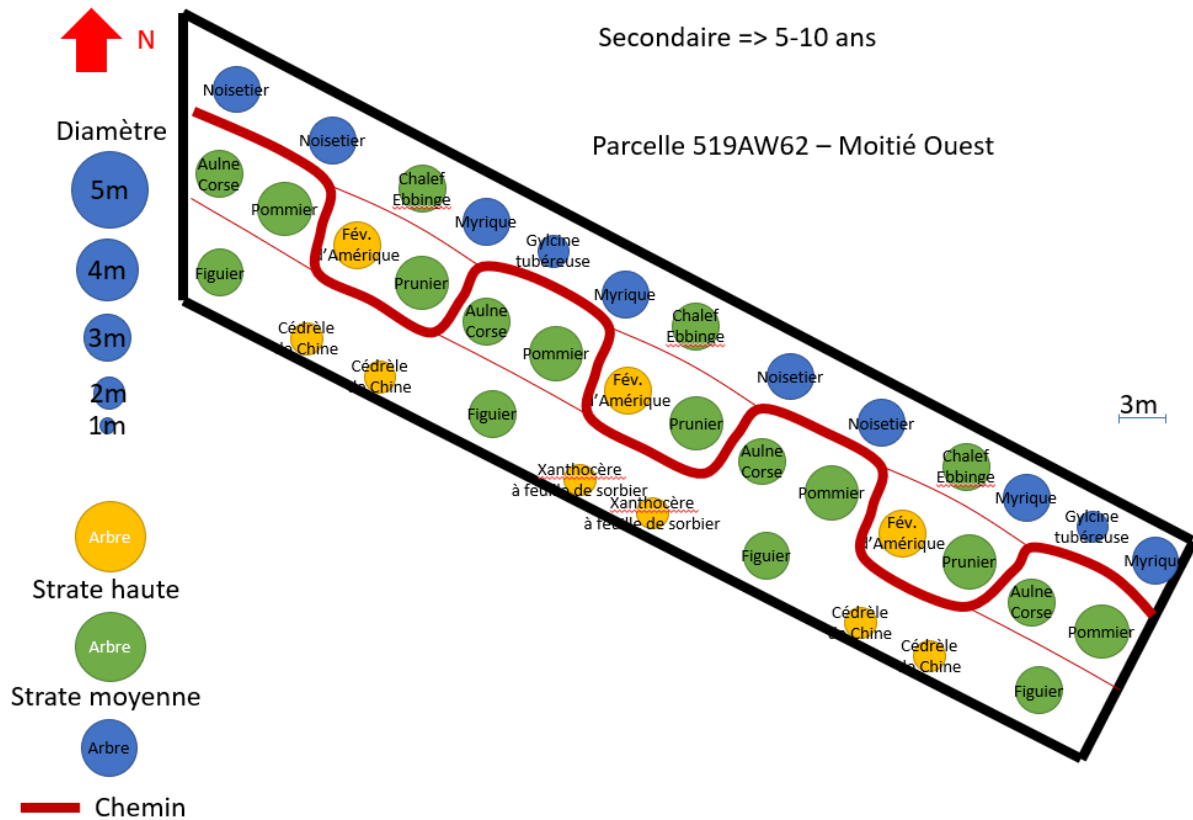 N
Secondaire => 5-10 ans
Parcelle 519AW62 – Moitié Ouest
Diamètre
5m
4m
3m
2m
1m
Arbre
Strate haute
Arbre
Strate moyenne
Arbre
Chemin
3m
Noisetier
Noisetier
Chalef
Ebbinge
Myrique
Gylcine
tubéreuse
Myrique
Chalef
Ebbinge
Noisetier
Noisetier
Chalef
Ebbinge
Myrique
Gylcine
tubéreuse
Myrique
Aulne
Corse
Pommier
Fév.
d'Amérique
Prunier
Aulne
Corse
Pommier
Fév.
d'Amérique
Prunier
Aulne
Corse
Pommier
Fév.
d'Amérique
Prunier
Aulne
Corse
Pommier
Figuier
Cédrèle
de Chine
Cédrèle
de Chine
Figuier
Xanthocère
à feuille de sorbier
Xanthocère
à feuille de sorbier
Figuier
Cédrèle
de Chine
Cédrèle
de Chine
Figuier